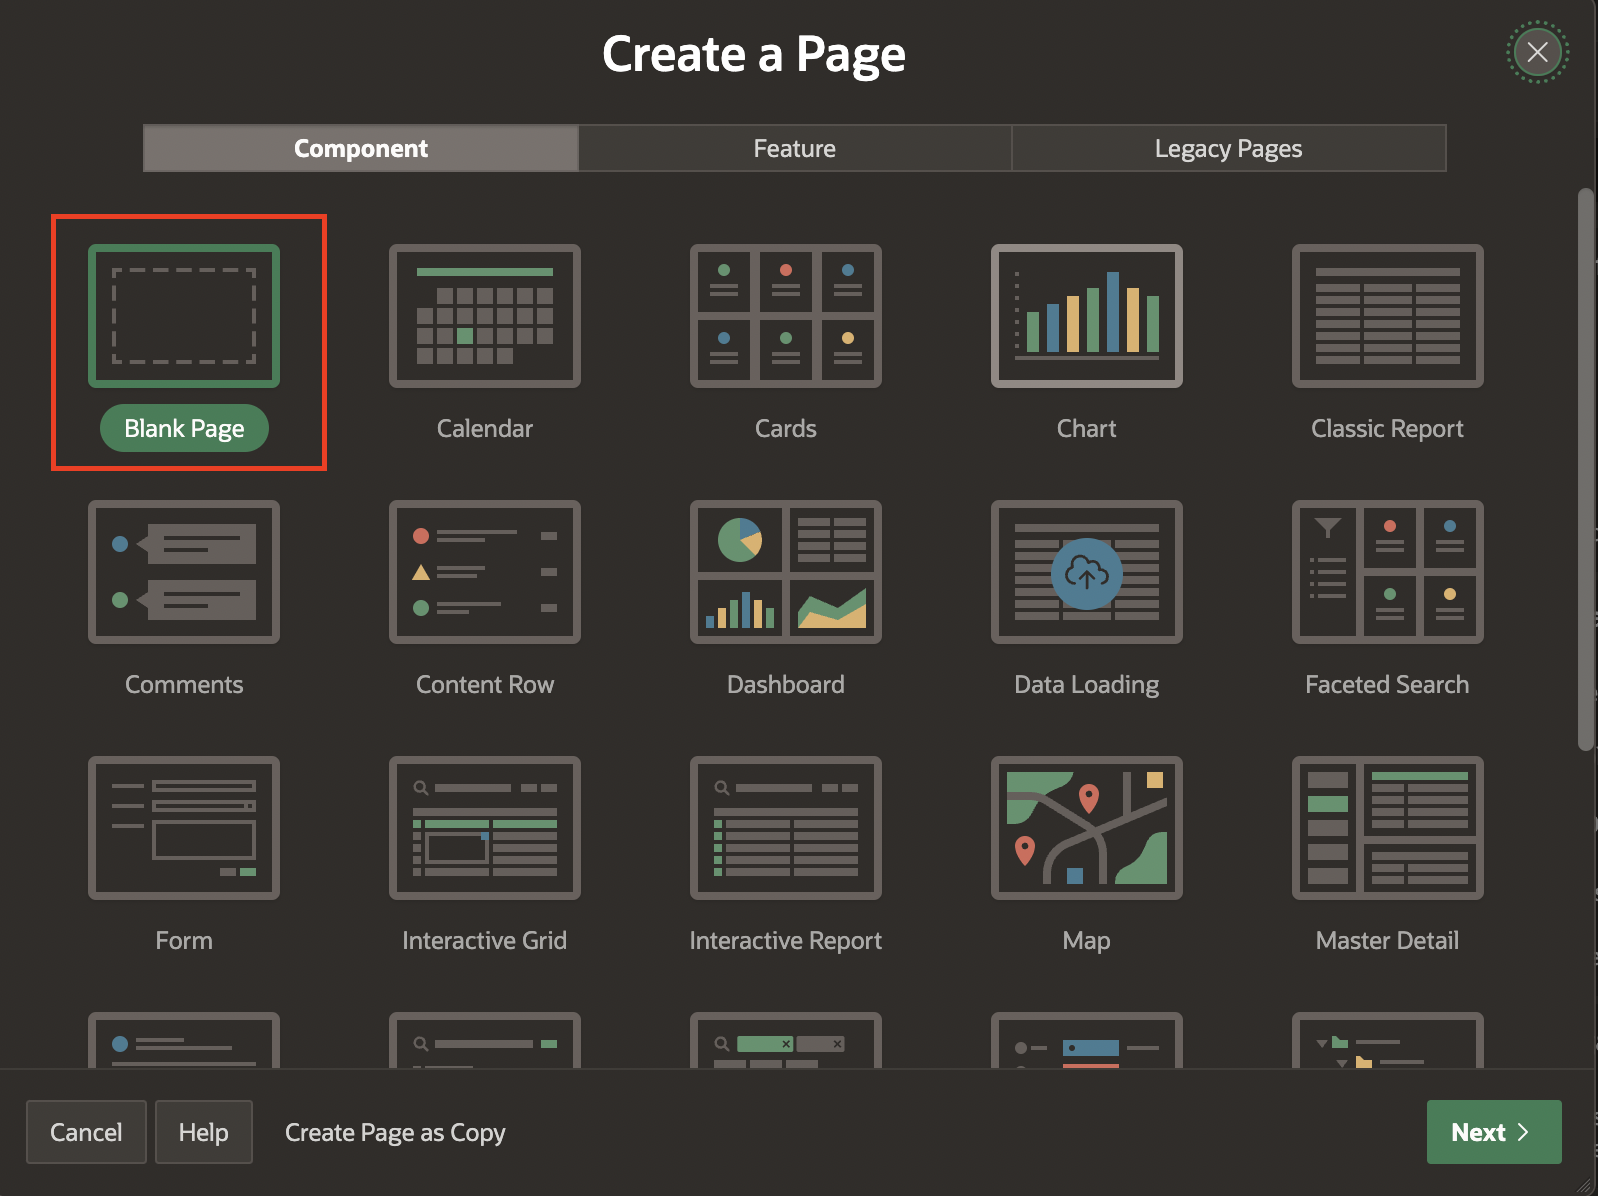 Create a Page
Component
Feature
Legacy Pages
Blank Page
Calendar
Cards
Chart
Classic Report
Comments
Content Row
Dashboard
Data Loading
Faceted Search
Form
Interactive Grid
Interactive Report
Map
Master Detail
Cancel
Help
Create Page as Copy
Next